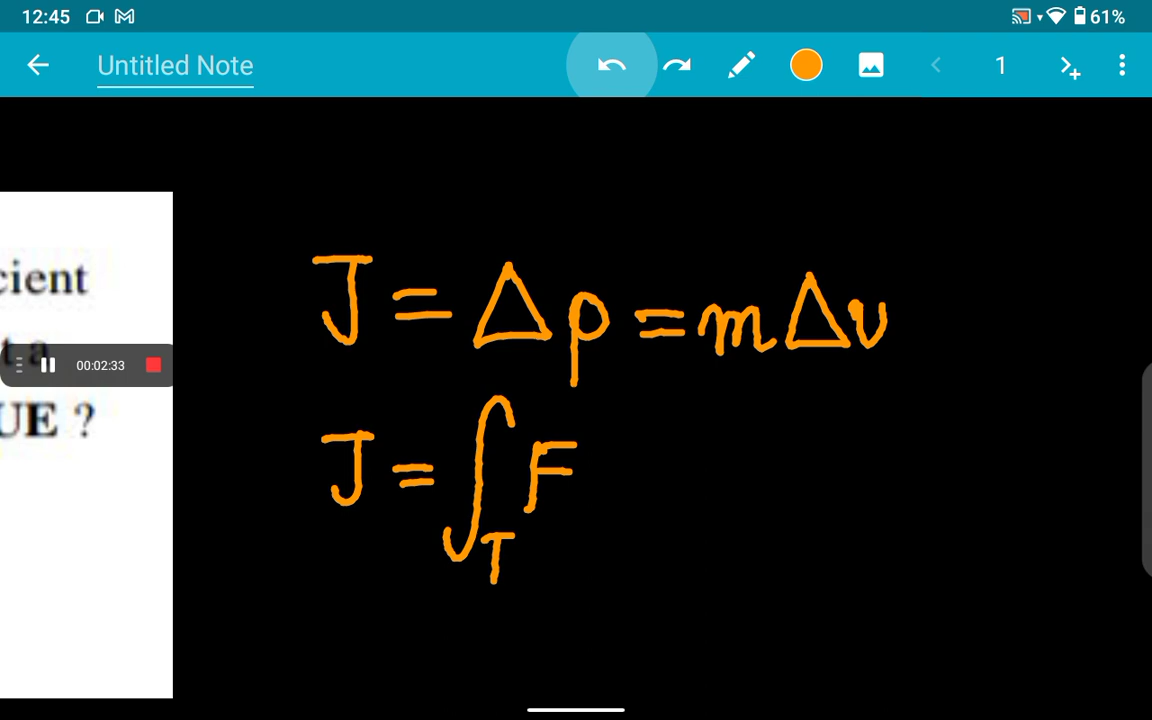 12:45 61%
Untitled Note 1
cient
t a
00:02:33
UE ?
J = Δp = mΔv
J = ∫_T F